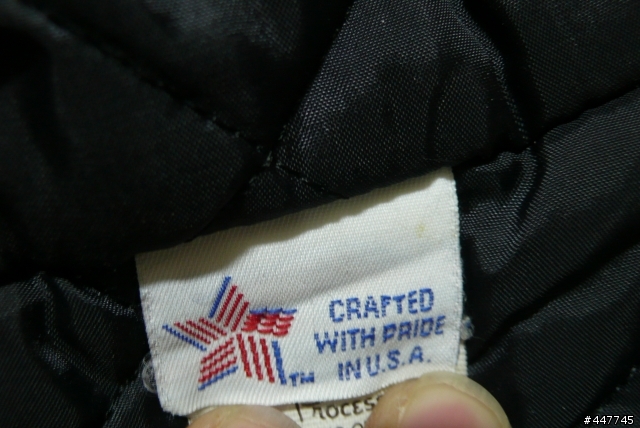 CRAFTED
WITH PRIDE
IN U.S.A.
TM
#447745